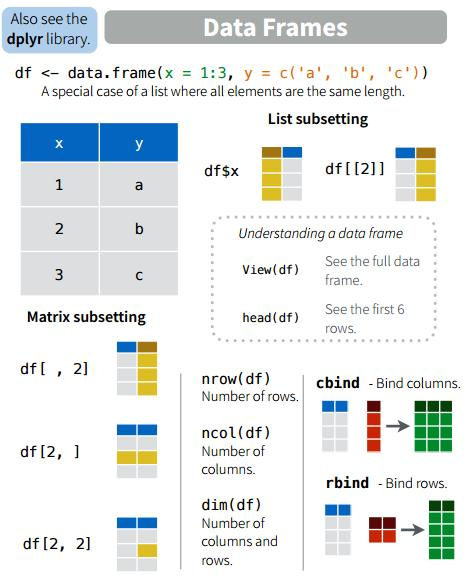 Also see the
dplyr library.
Data Frames
df <- data.frame(x = 1:3, y = c('a', 'b', 'c'))
A special case of a list where all elements are the same length.
x y
1 a
2 b
3 c
List subsetting
df$x
df[[2]]
Understanding a data frame
View(df)
See the full data
frame.
head(df)
See the first 6
rows.
Matrix subsetting
df[ , 2]
df[2, ]
df[2, 2]
nrow(df)
Number of rows.
ncol(df)
Number of
columns.
dim(df)
Number of
columns and
rows.
cbind - Bind columns.
rbind - Bind rows.